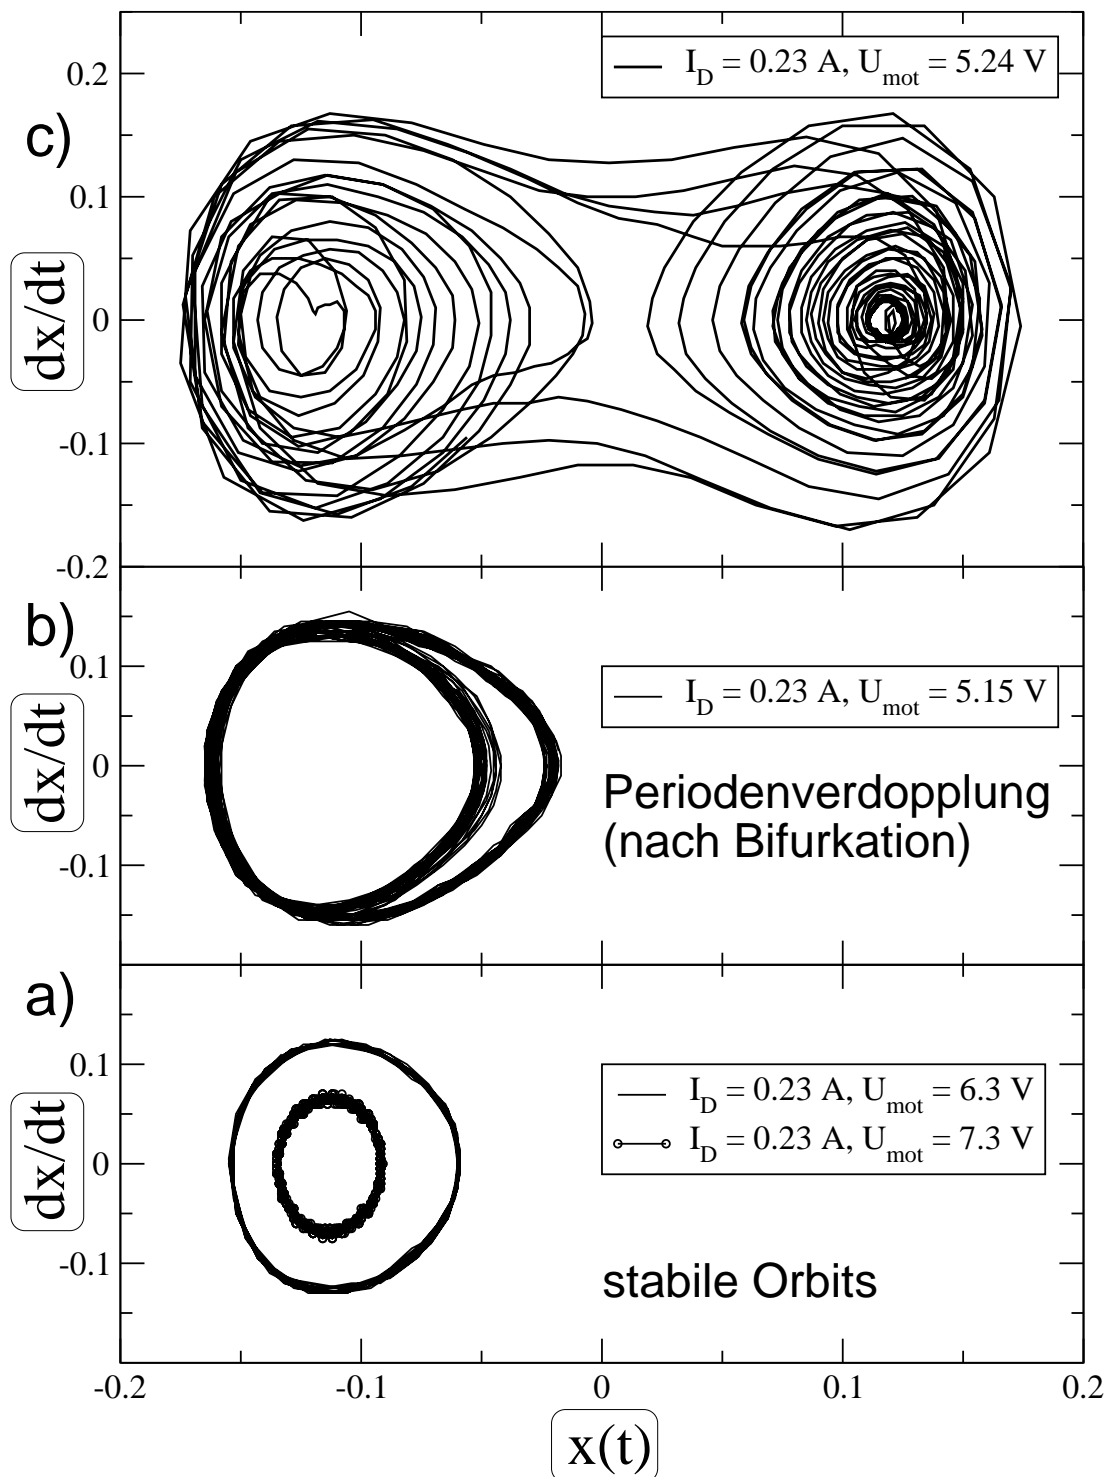 I_D = 0.23 A, U_mot = 5.24 V
c)
0.2
0.1
0
-0.1
-0.2
dx/dt
b)
I_D = 0.23 A, U_mot = 5.15 V
0.1
0
-0.1
dx/dt
Periodenverdopplung
(nach Bifurkation)
a)
I_D = 0.23 A, U_mot = 6.3 V
I_D = 0.23 A, U_mot = 7.3 V
0.1
0
-0.1
dx/dt
stabile Orbits
-0.2 -0.1 0 0.1 0.2
x(t)